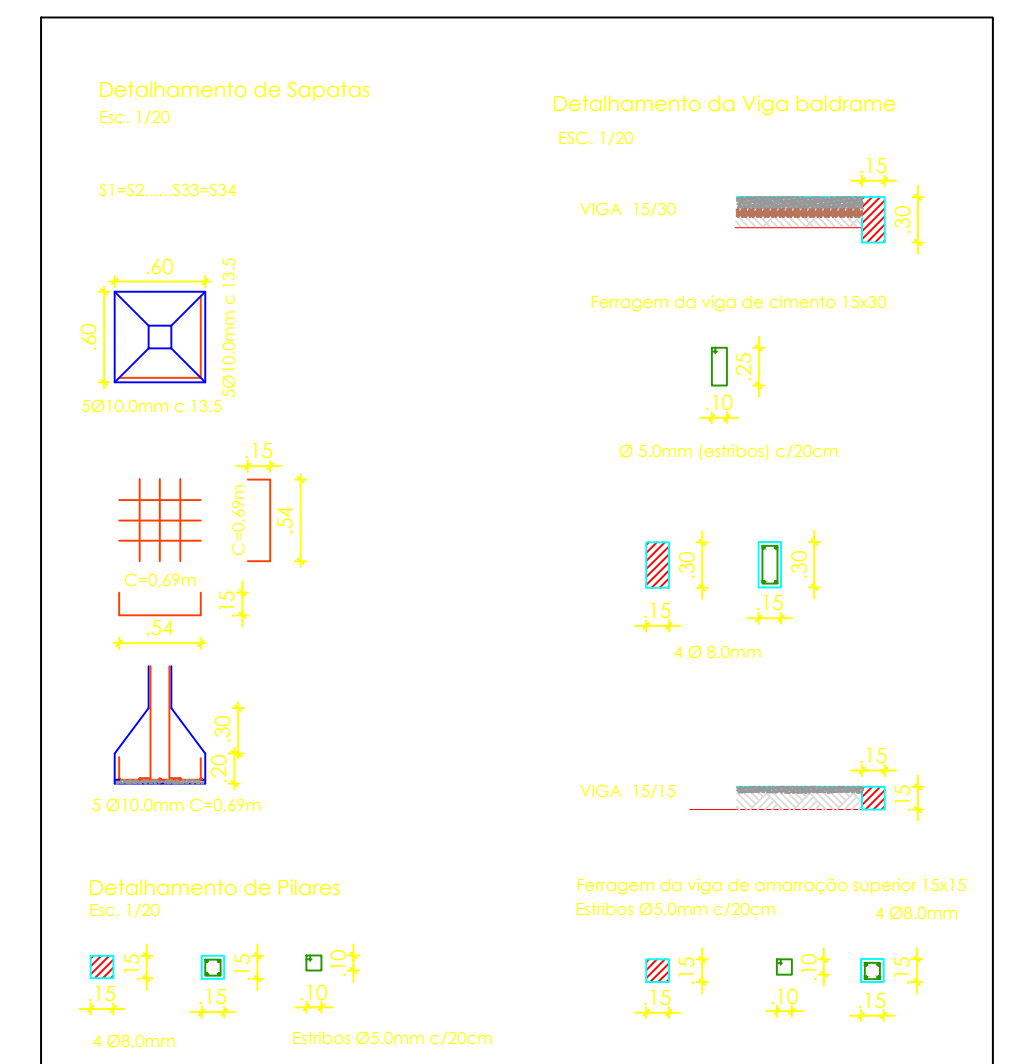 Detalhamento de Sapatas
Esc. 1/20
S1=S2......S33=S34
.60
.60
5Ø10.0mm c 13.5
5Ø10.0mm c 13.5
.15
C=0,69m
.54
C=0,69m
.15
.54
.30
.20
5 Ø10.0mm C=0,69m
Detalhamento de Pilares
Esc. 1/20
.15
.15
.10
.15
.15
.10
4 Ø8.0mm
Estribos Ø5.0mm c/20cm
Detalhamento da Viga baldrame
ESC. 1/20
.15
VIGA 15/30
.30
Ferragem da viga de cimento 15x30
.25
.10
Ø 5.0mm (estribos) c/20cm
.30
.30
.15
.15
4 Ø 8.0mm
.15
VIGA 15/15
.15
Ferragem da viga de amarração superior 15x15
Estribos Ø5.0mm c/20cm
4 Ø8.0mm
.15
.10
.15
.15
.10
.15